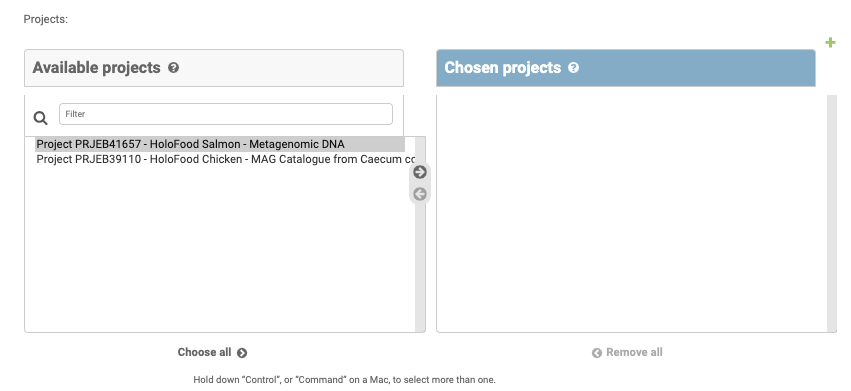 Projects:
Available projects ?
Chosen projects ?
+
Filter
Project PRJEB41657 - HoloFood Salmon - Metagenomic DNA
Project PRJEB39110 - HoloFood Chicken - MAG Catalogue from Caecum co
Choose all
Remove all
Hold down “Control”, or “Command” on a Mac, to select more than one.